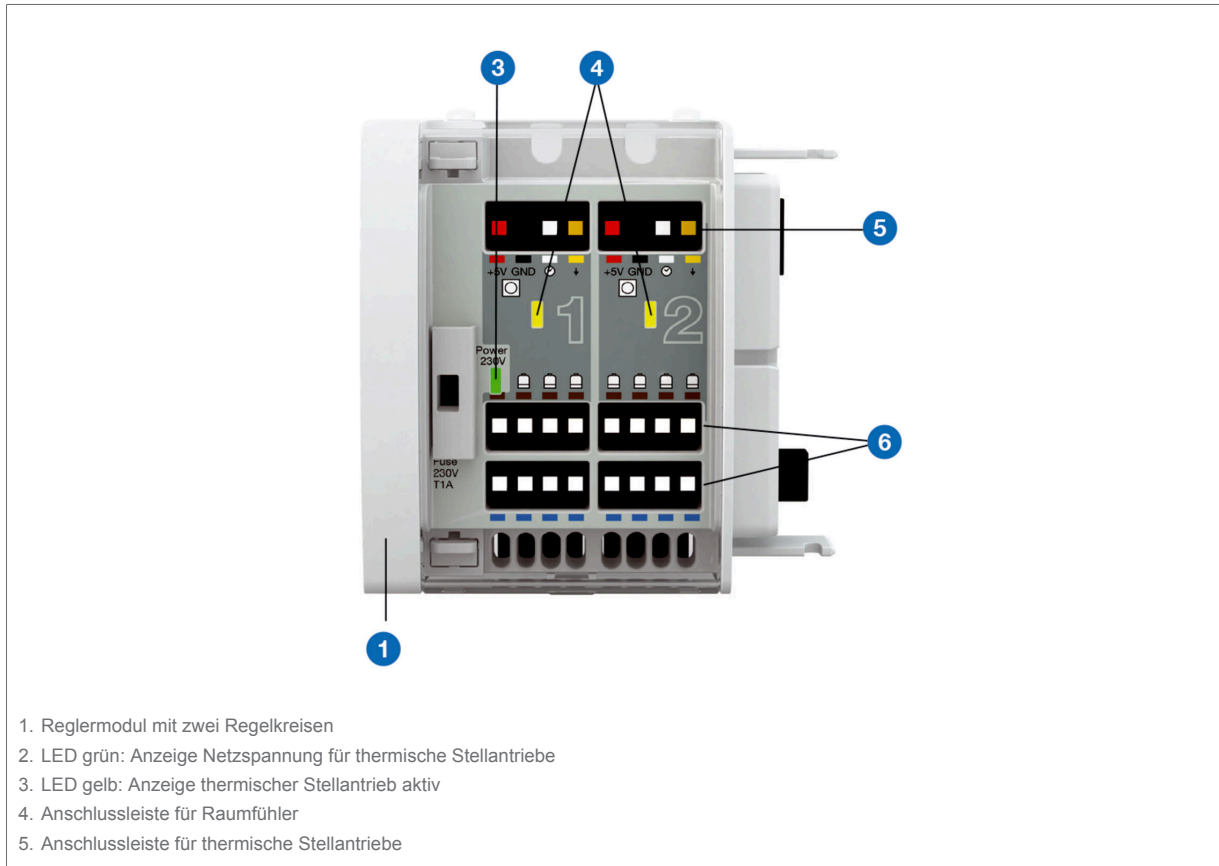 3
4
5
+5V GND
+5V GND
1
2
Power
230V
6
Fuse
230V
T1A
1
1. Reglermodul mit zwei Regelkreisen
2. LED grün: Anzeige Netzspannung für thermische Stellantriebe
3. LED gelb: Anzeige thermischer Stellantrieb aktiv
4. Anschlussleiste für Raumfühler
5. Anschlussleiste für thermische Stellantriebe